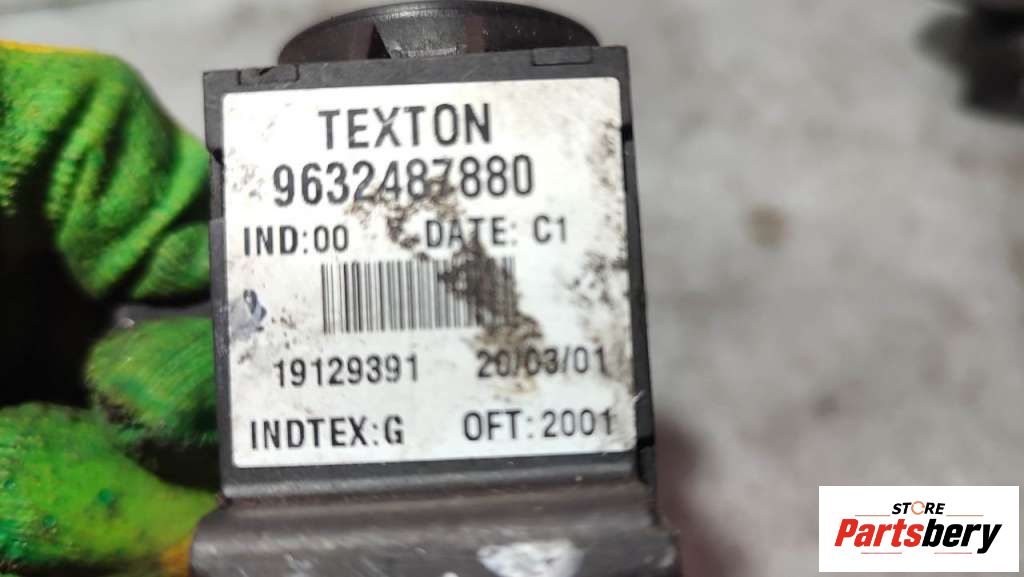 TEXTON
9632487880
IND:00 DATE: C1
19129391 20/03/01
INDTEX:G OFT:2001
STORE
Partsbery